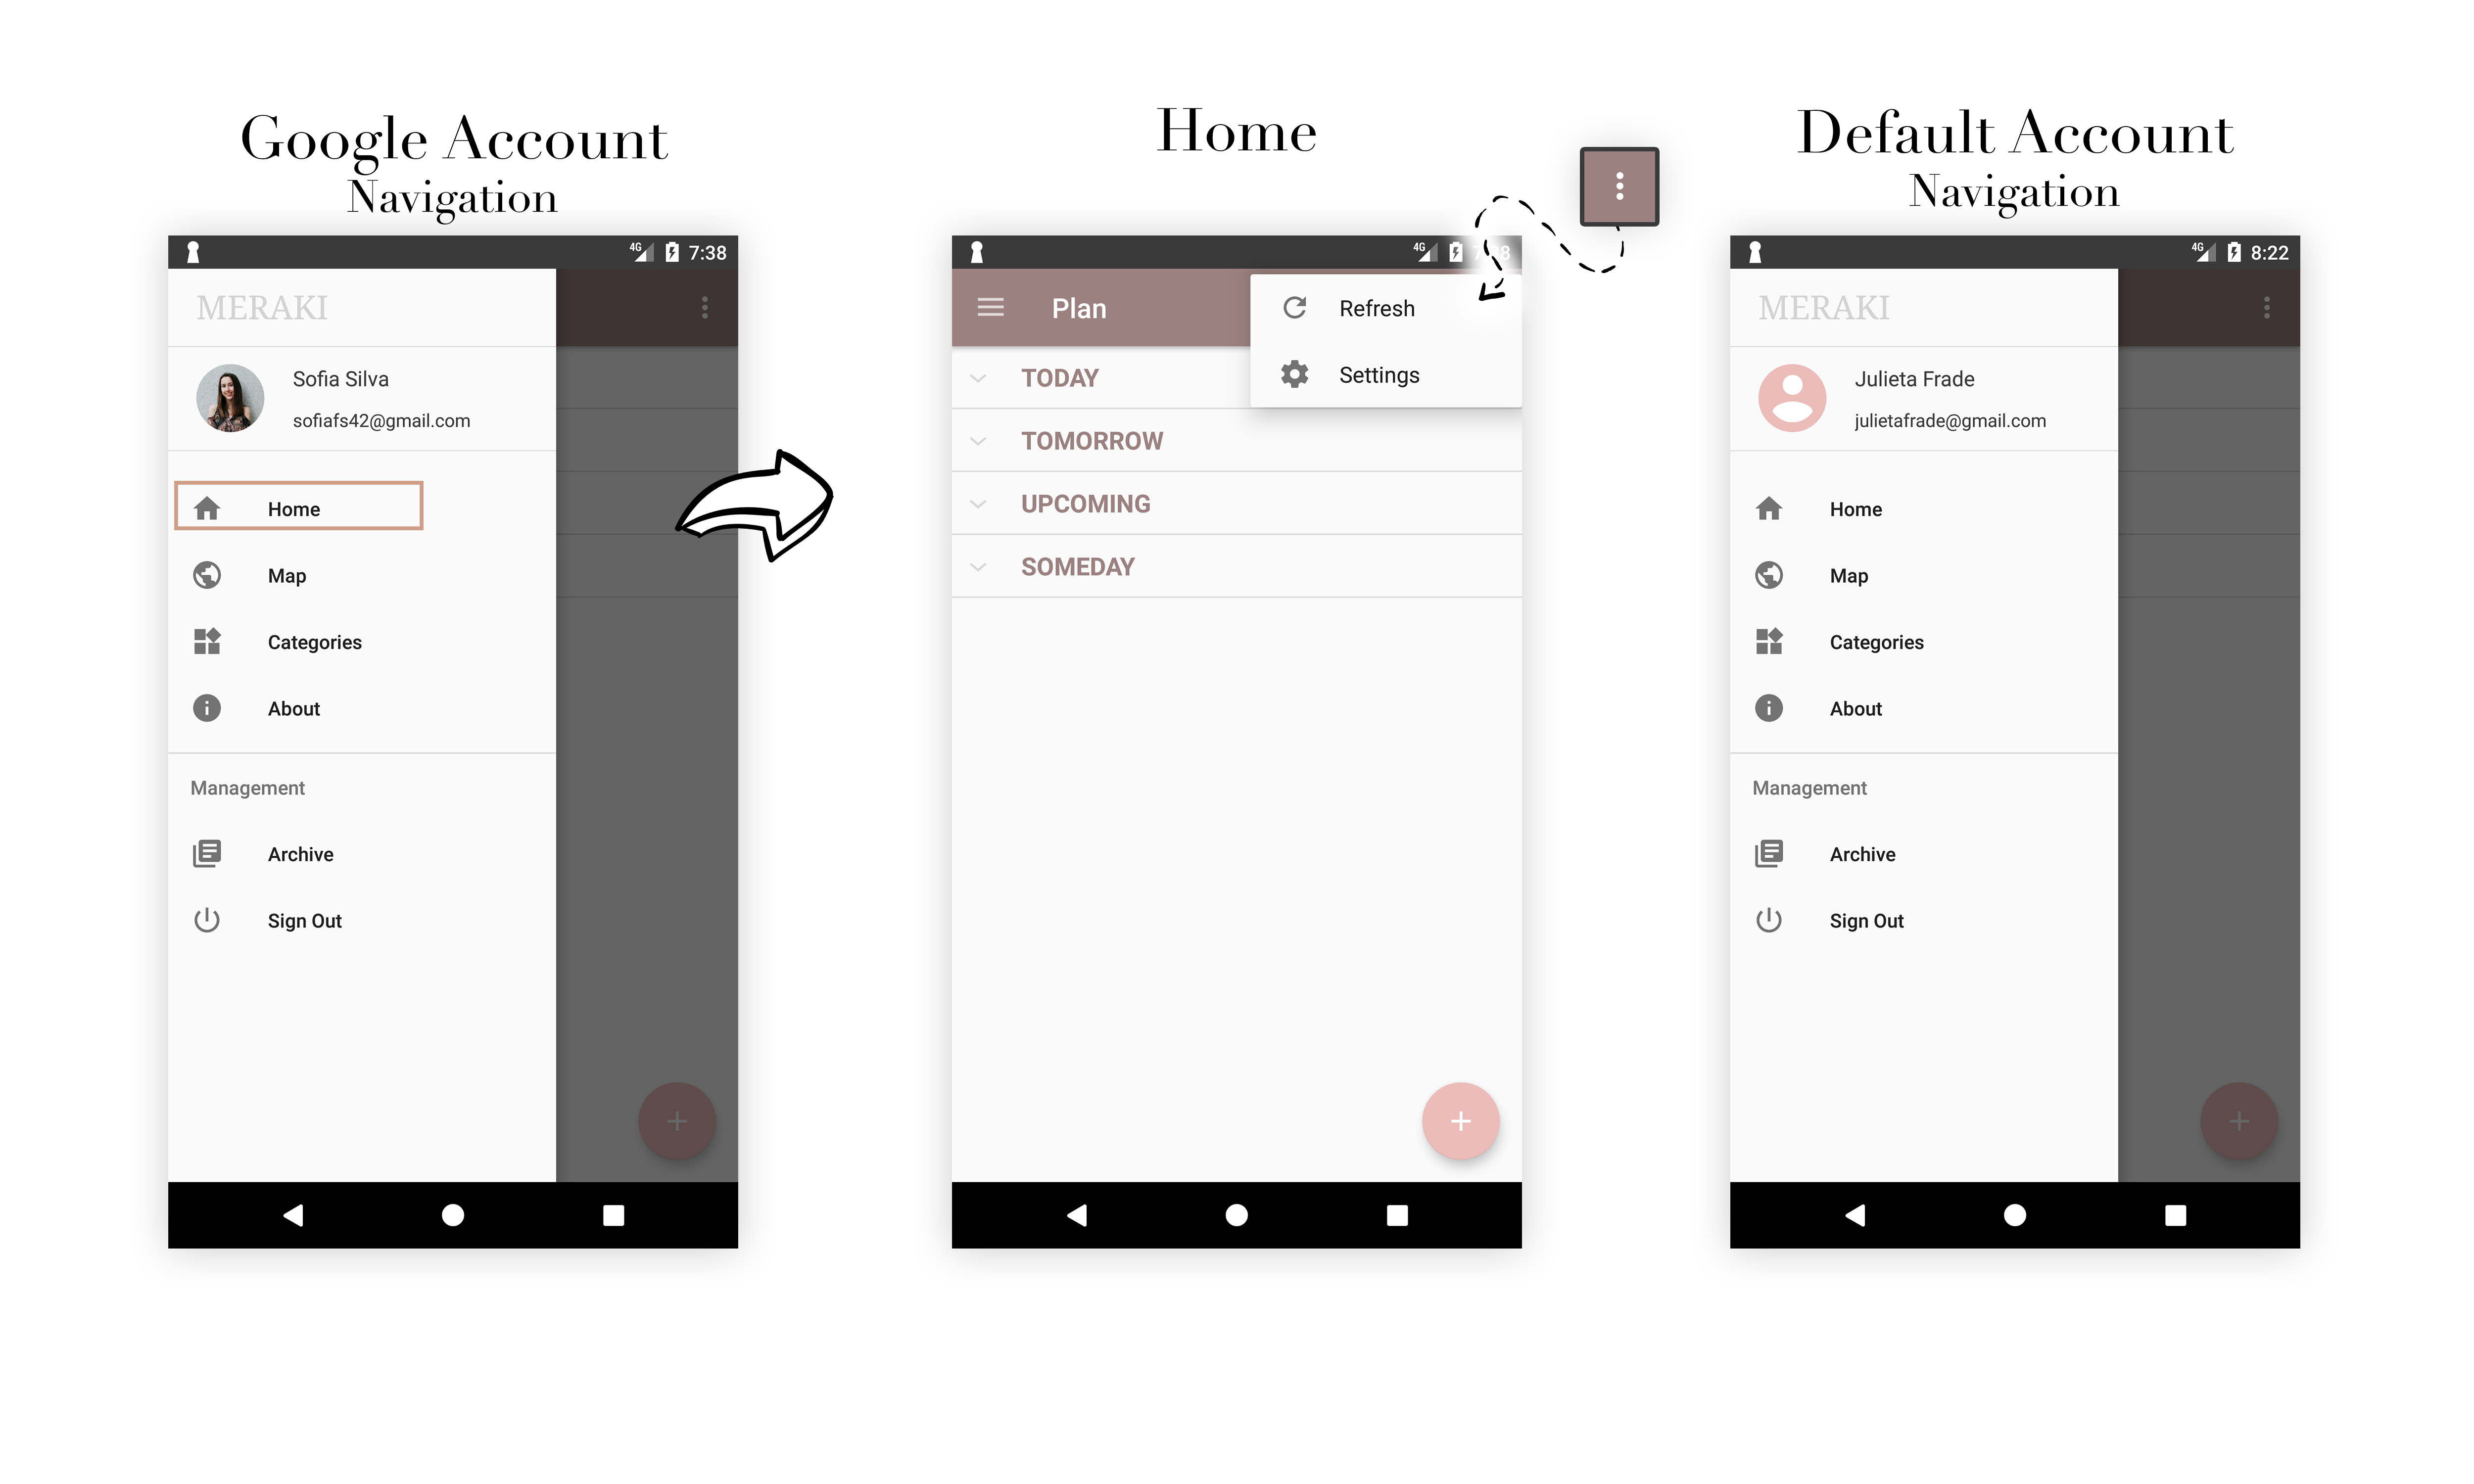 Google Account
Navigation
4G 7:38
MERAKI
Sofia Silva
sofiafs42@gmail.com
Home
Map
Categories
About
Management
Archive
Sign Out
Home
4G
Plan
Refresh
Settings
TODAY
TOMORROW
UPCOMING
SOMEDAY
Default Account
Navigation
4G 8:22
MERAKI
Julieta Frade
julietafrade@gmail.com
Home
Map
Categories
About
Management
Archive
Sign Out